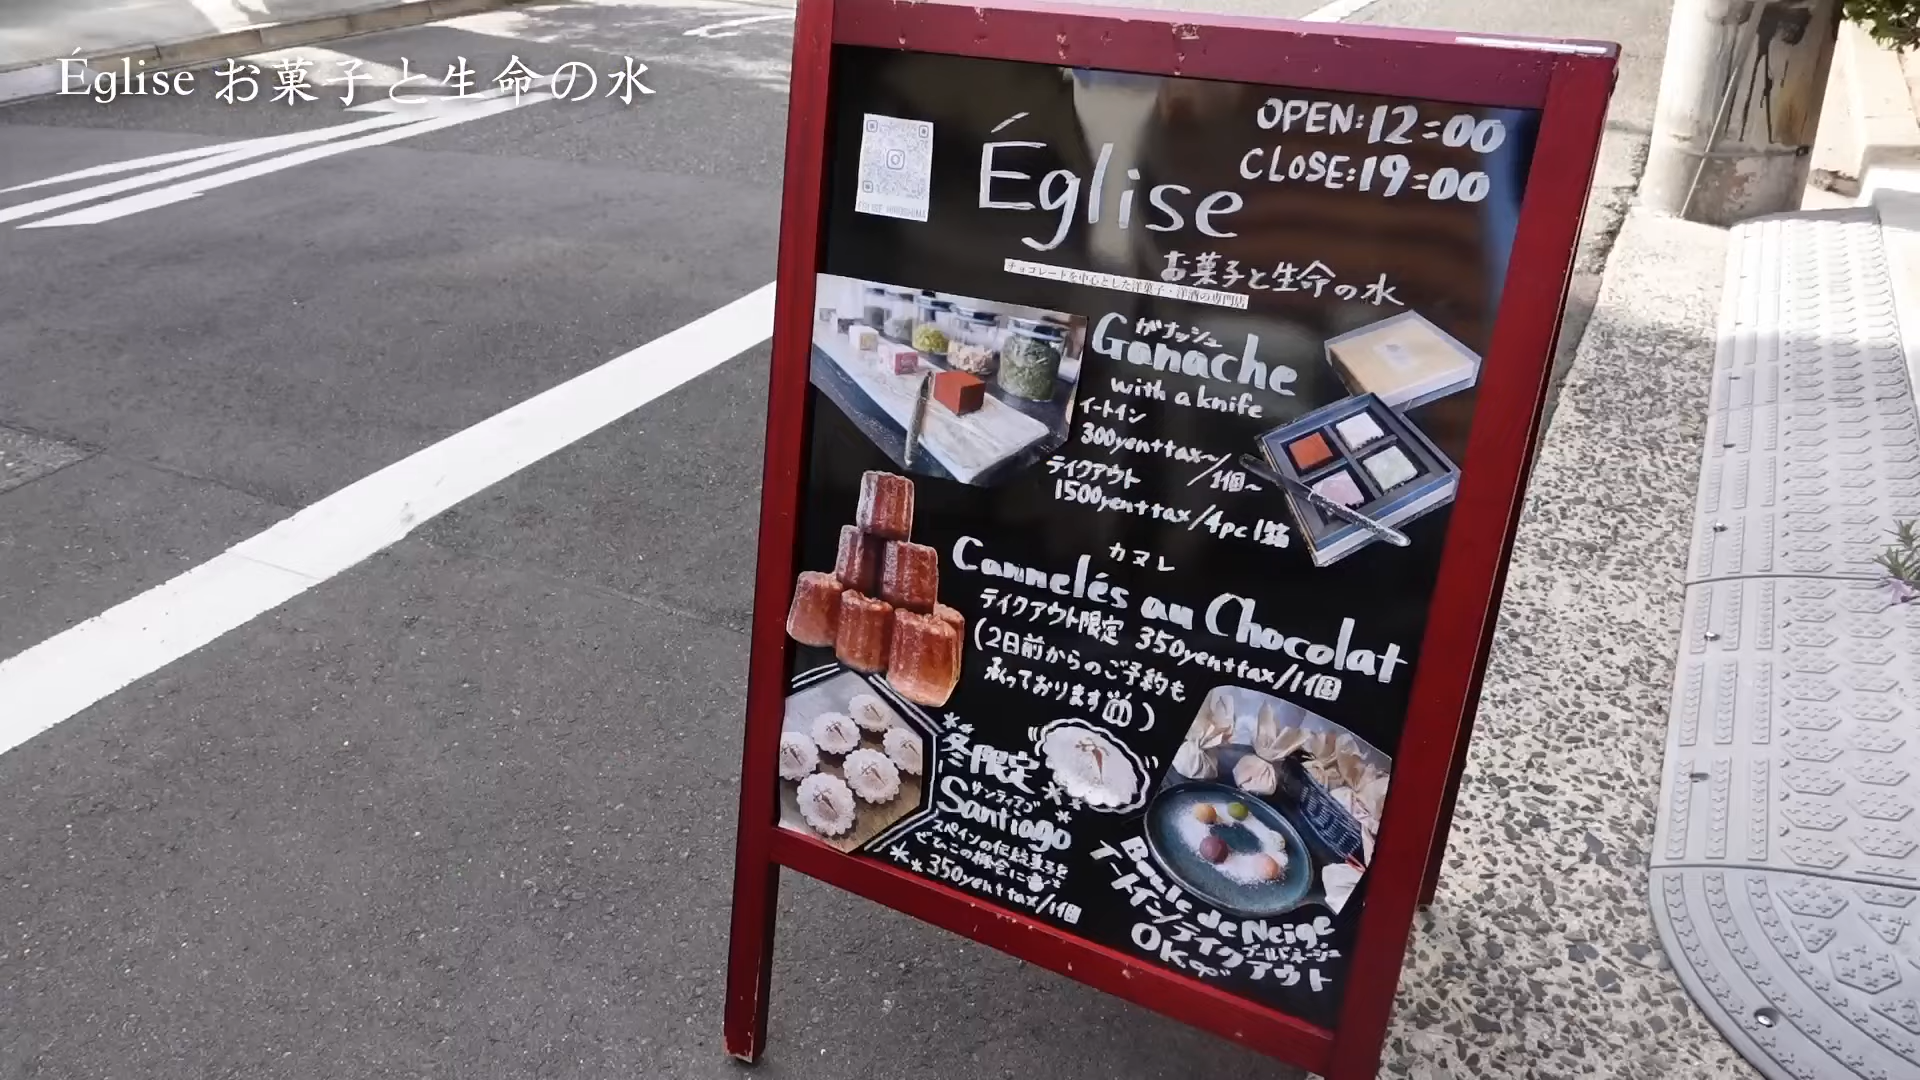 Église お菓子と生命の水
OPEN:12=00
CLOSE:19=00
Église
お菓子と生命の水
チョコレートを中心とした洋菓子・洋酒の専門店
EGLISE HIROSHIMA
ガナッシュ
Ganache
with a knife
イートイン
300yen+tax~/1個~
テイクアウト
1500yen+tax/4pc 1箱
カヌレ
Cannelés au Chocolat
テイクアウト限定 350yen+tax/1個
(2日前からのご予約も
承っております)
冬限定
サンティアゴ
Santiago
スペインの伝統菓子を
ぜひこの機会に
350yen+tax/1個
Boule de Neige
ブールドネージュ
イートイン テイクアウト
OK